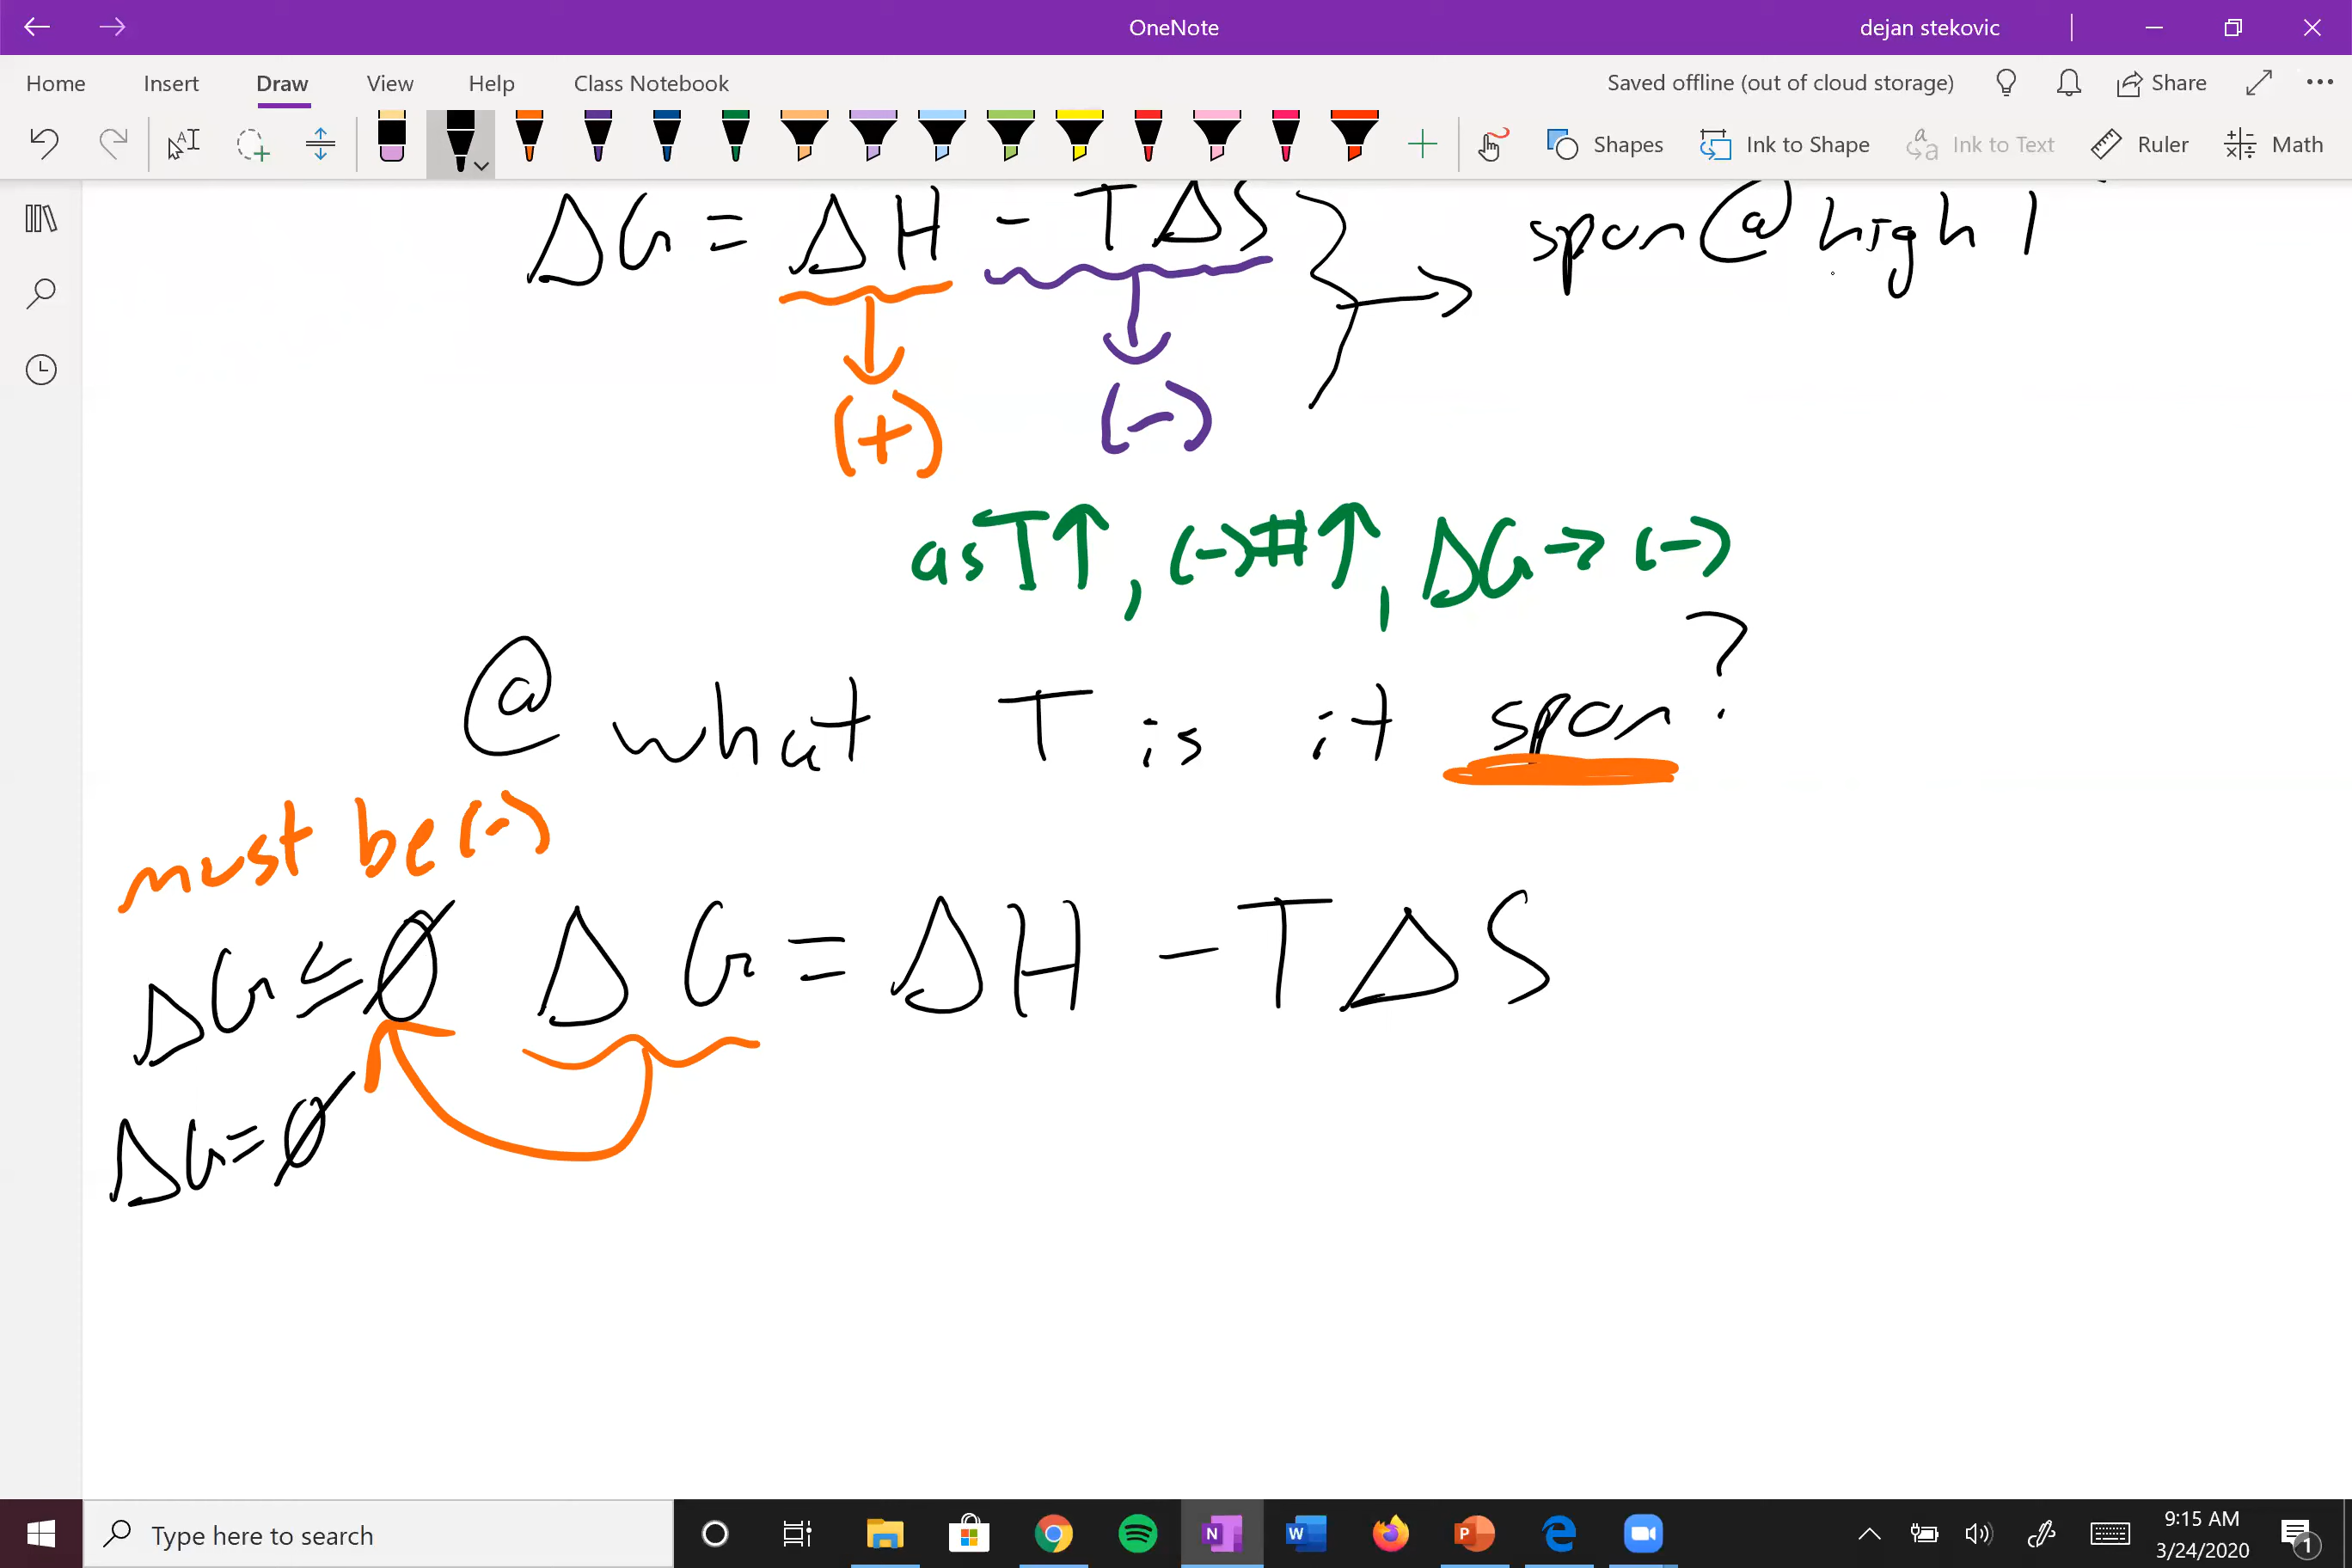 OneNote
dejan stekovic
Home Insert Draw View Help Class Notebook
Saved offline (out of cloud storage) Share
Shapes Ink to Shape Ink to Text Ruler Math
ΔG = ΔH - TΔS } → spon @ high T
(+) (-)
as T↑, (-)#↑, ΔG → (-)
@ what T is it spon?
must be (-)
ΔG ≤ 0 ΔG = ΔH - TΔS
ΔG = 0
Type here to search
9:15 AM
3/24/2020
1